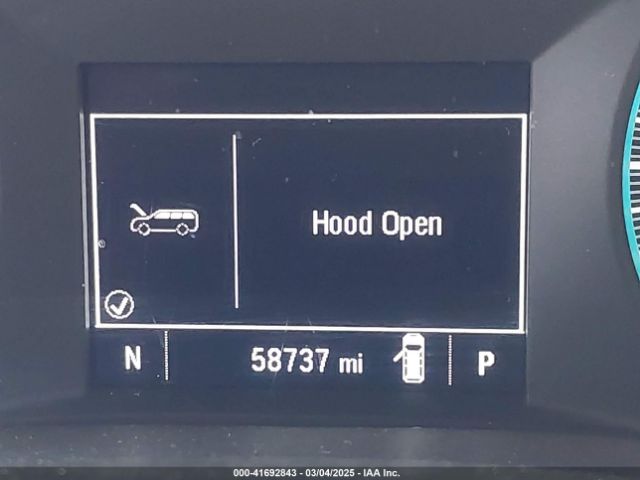 Hood Open
N 58737 mi P
000-41692843 - 03/04/2025 - IAA Inc.